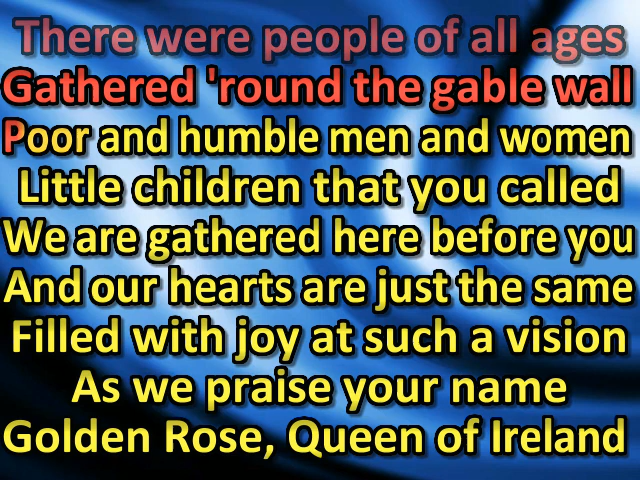 There were people of all ages
Gathered 'round the gable wall
Poor and humble men and women
Little children that you called
We are gathered here before you
And our hearts are just the same
Filled with joy at such a vision
As we praise your name
Golden Rose, Queen of Ireland